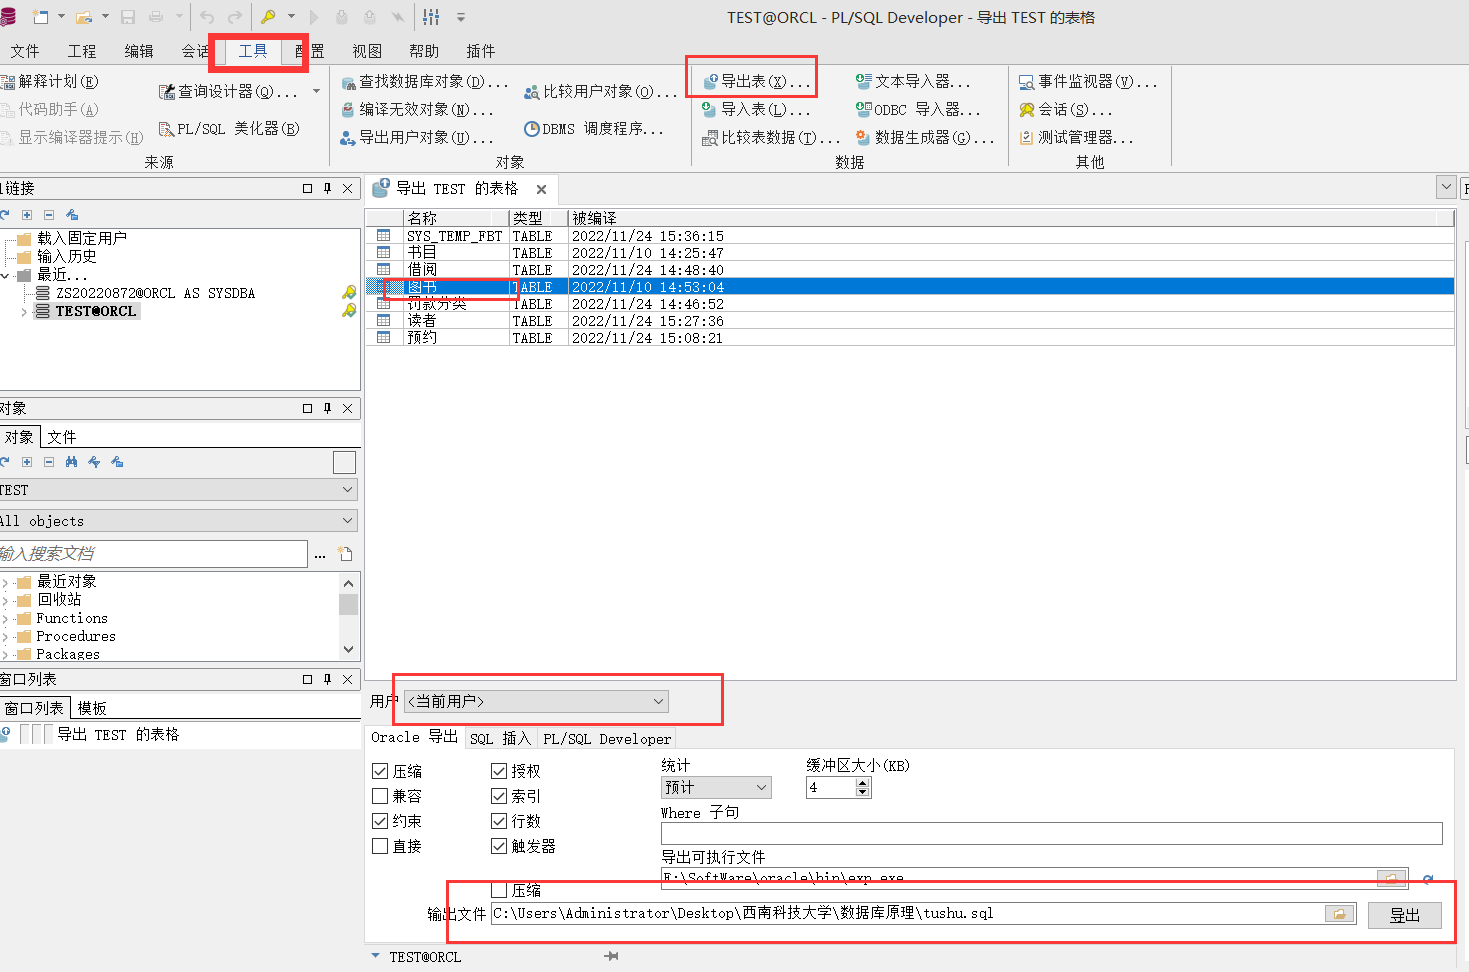 TEST@ORCL - PL/SQL Developer - 导出 TEST 的表格
文件 工程 编辑 会话 工具 配置 视图 帮助 插件
解释计划(E)
代码助手(A)
显示编译器提示(H)
查询设计器(Q)...
PL/SQL 美化器(B)
来源
查找数据库对象(D)...
编译无效对象(N)...
导出用户对象(U)...
比较用户对象(O)...
DBMS 调度程序...
对象
导出表(X)...
导入表(L)...
比较表数据(T)...
文本导入器...
ODBC 导入器...
数据生成器(G)...
数据
事件监视器(V)...
会话(S)...
测试管理器...
其他
链接
载入固定用户
输入历史
最近...
ZS20220872@ORCL AS SYSDBA
TEST@ORCL
对象
对象 文件
TEST
All objects
输入搜索文档 ...
最近对象
回收站
Functions
Procedures
Packages
窗口列表
窗口列表 模板
导出 TEST 的表格
导出 TEST 的表格
名称 类型 被编译
SYS_TEMP_FBT TABLE 2022/11/24 15:36:15
书目 TABLE 2022/11/10 14:25:47
借阅 TABLE 2022/11/24 14:48:40
图书 TABLE 2022/11/10 14:53:04
罚款分类 TABLE 2022/11/24 14:46:52
读者 TABLE 2022/11/24 15:27:36
预约 TABLE 2022/11/24 15:08:21
用户 <当前用户>
Oracle 导出 SQL 插入 PL/SQL Developer
压缩 授权
兼容 索引
约束 行数
直接 触发器
压缩
统计
预计
缓冲区大小(KB)
4
Where 子句
导出可执行文件
E:\SoftWare\oracle\bin\exp.exe
输出文件 C:\Users\Administrator\Desktop\西南科技大学\数据库原理\tushu.sql 导出
TEST@ORCL